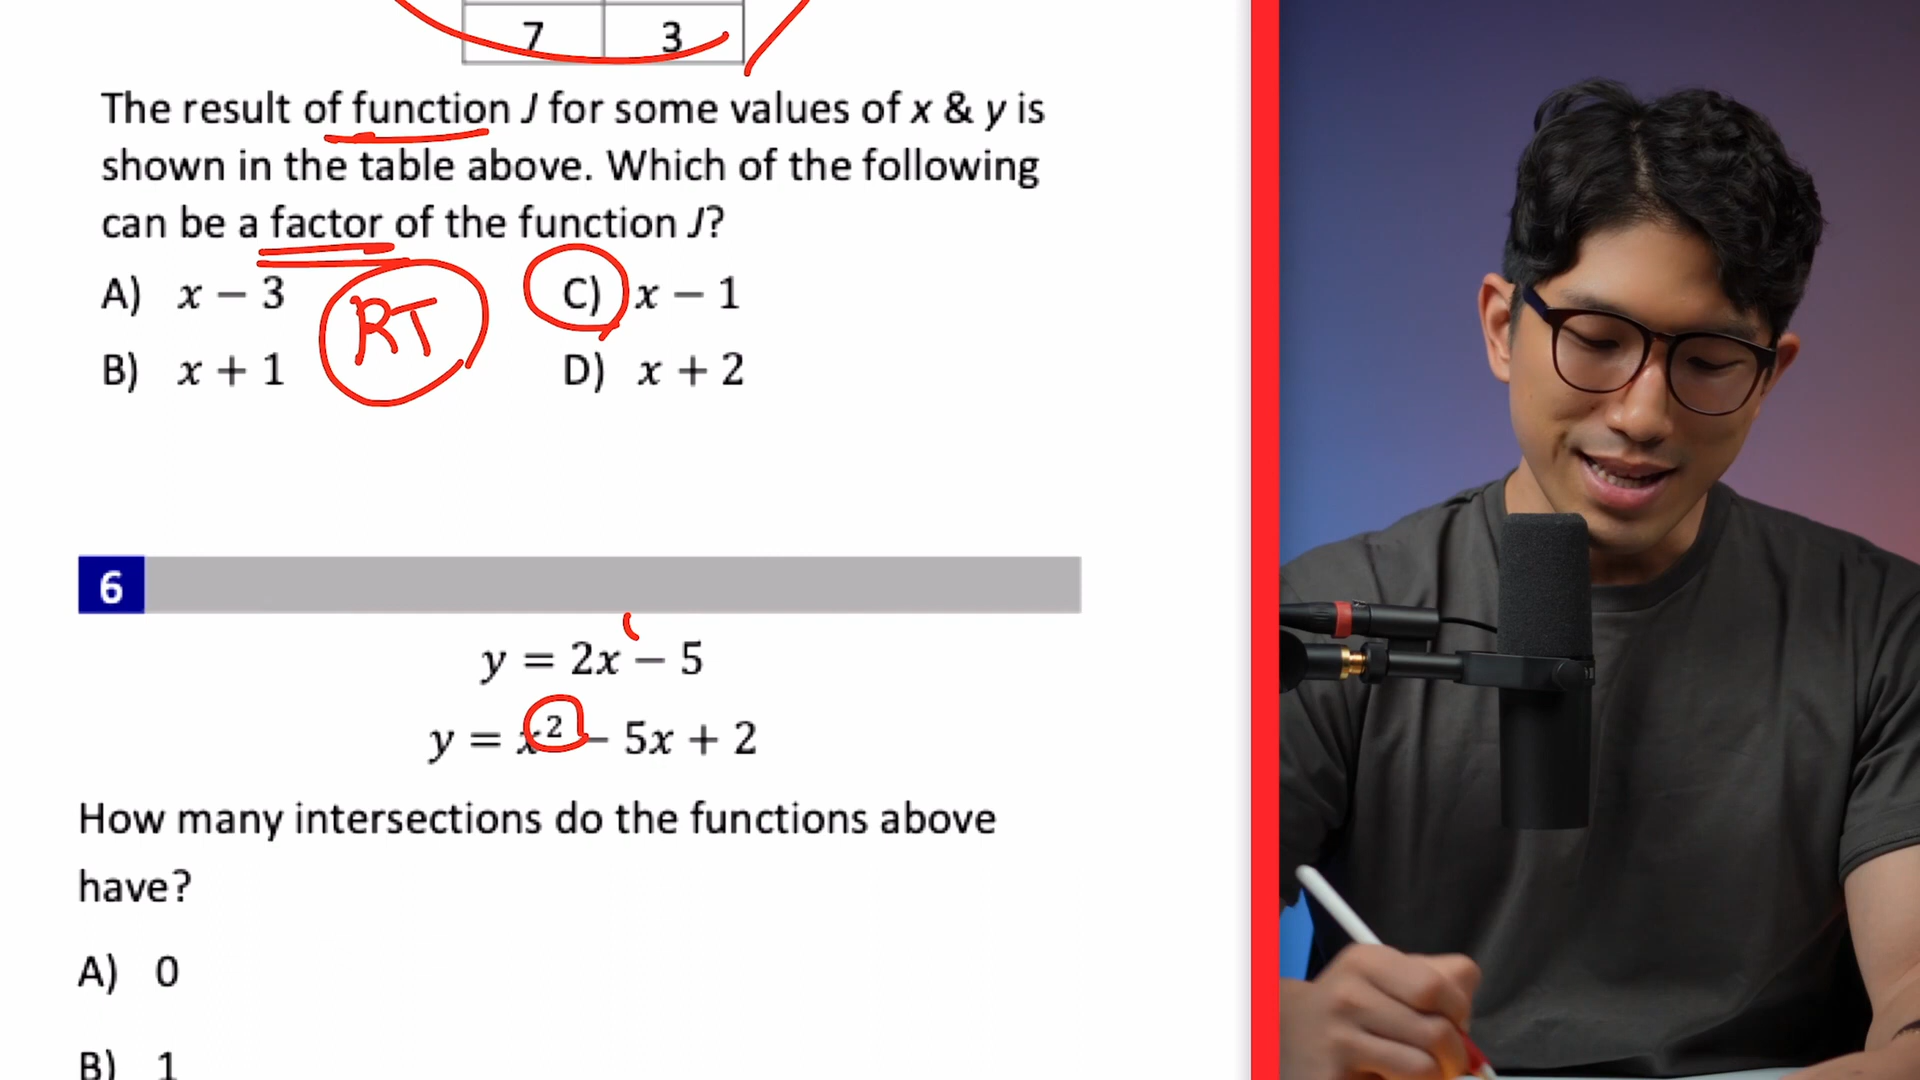 7 3
The result of function J for some values of x & y is
shown in the table above. Which of the following
can be a factor of the function J?
A) x − 3 RT C) x − 1
B) x + 1 D) x + 2
6
y = 2x − 5
y = x² − 5x + 2
How many intersections do the functions above
have?
A) 0
B) 1